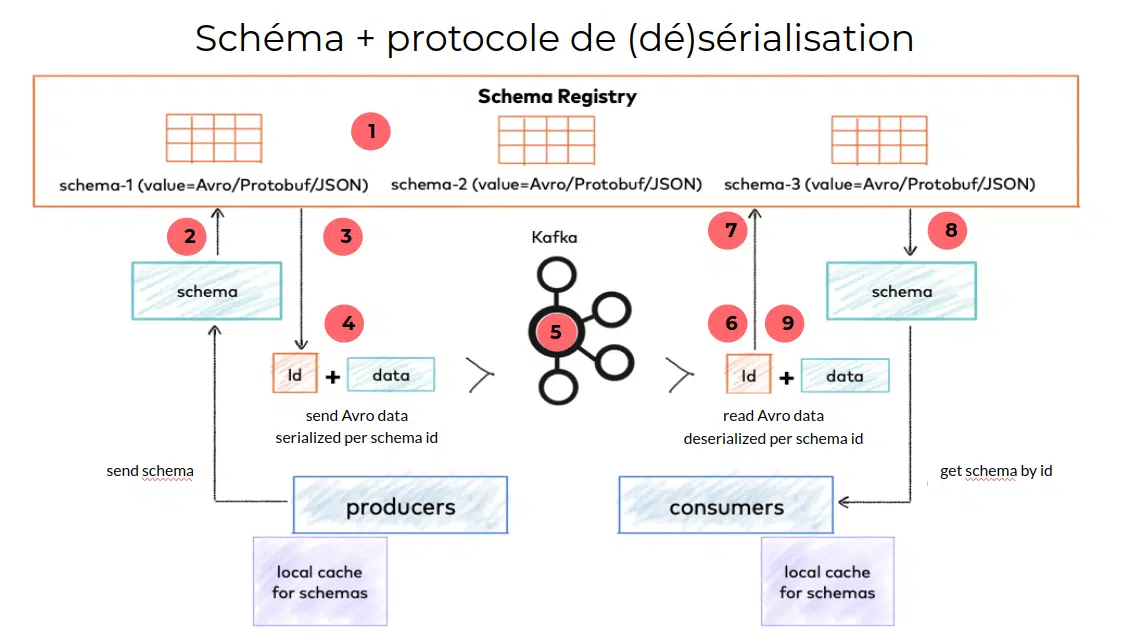 Schéma + protocole de (dé)sérialisation
Schema Registry
1
schema-1 (value=Avro/Protobuf/JSON)
schema-2 (value=Avro/Protobuf/JSON)
schema-3 (value=Avro/Protobuf/JSON)
2
3
Kafka
7
8
schema
schema
4
5
6
9
Id
+
data
Id
+
data
send Avro data
serialized per schema id
read Avro data
deserialized per schema id
send schema
get schema by id
producers
consumers
local cache
for schemas
local cache
for schemas